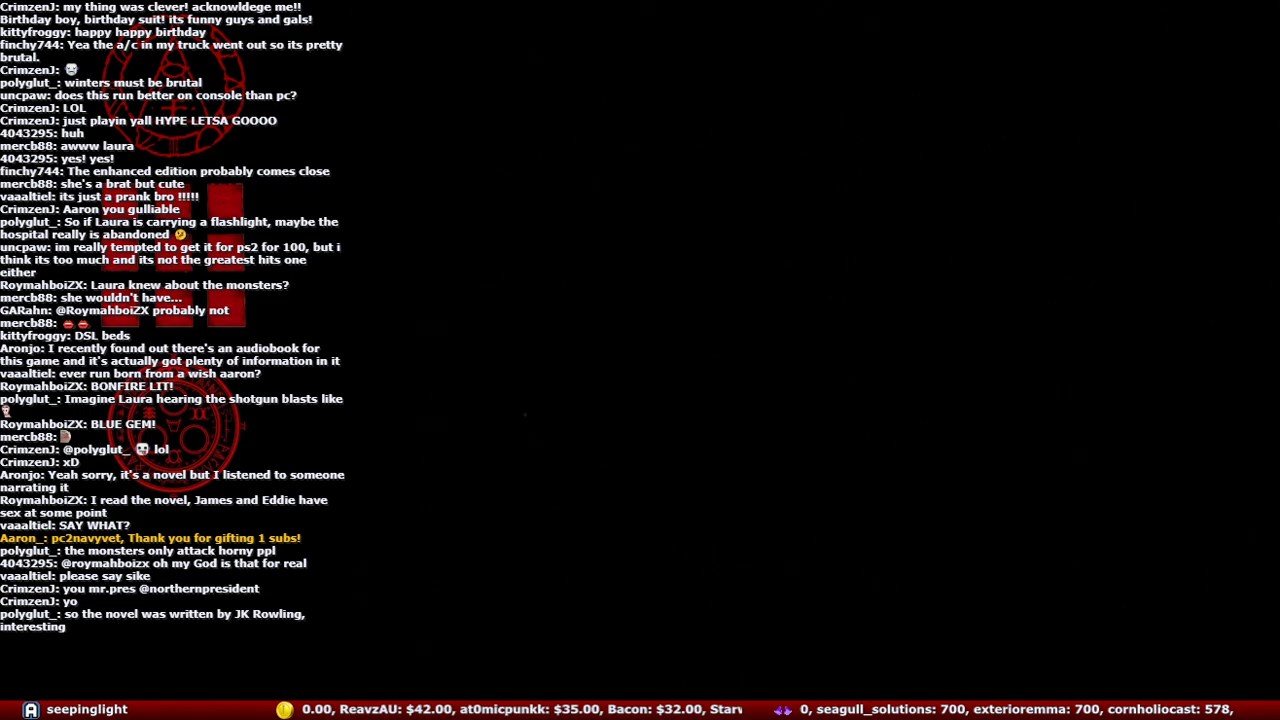 CrimzenJ: my thing was clever! acknowldege me!!
Birthday boy, birthday suit! its funny guys and gals!
kittyfroggy: happy happy birthday
finchy744: Yea the a/c in my truck went out so its pretty
brutal.
CrimzenJ:
polyglut_: winters must be brutal
uncpaw: does this run better on console than pc?
CrimzenJ: LOL
CrimzenJ: just playin yall HYPE LETSA GOOOO
4043295: huh
mercb88: awww laura
4043295: yes! yes!
finchy744: The enhanced edition probably comes close
mercb88: she's a brat but cute
vaaaltiel: its just a prank bro !!!!!
CrimzenJ: Aaron you gulliable
polyglut_: So if Laura is carrying a flashlight, maybe the
hospital really is abandoned 
uncpaw: im really tempted to get it for ps2 for 100, but i
think its too much and its not the greatest hits one
either
RoymahboiZX: Laura knew about the monsters?
mercb88: she wouldn't have...
GARahn: @RoymahboiZX probably not
mercb88:
kittyfroggy: DSL beds
Aronjo: I recently found out there's an audiobook for
this game and it's actually got plenty of information in it
vaaaltiel: ever run born from a wish aaron?
RoymahboiZX: BONFIRE LIT!
polyglut_: Imagine Laura hearing the shotgun blasts like
RoymahboiZX: BLUE GEM!
mercb88:
CrimzenJ: @polyglut_ lol
CrimzenJ: xD
Aronjo: Yeah sorry, it's a novel but I listened to someone
narrating it
RoymahboiZX: I read the novel, James and Eddie have
sex at some point
vaaaltiel: SAY WHAT?
Aaron_: pc2navyvet, Thank you for gifting 1 subs!
polyglut_: the monsters only attack horny ppl
4043295: @roymahboizx oh my God is that for real
vaaaltiel: please say sike
CrimzenJ: you mr.pres @northernpresident
CrimzenJ: yo
polyglut_: so the novel was written by JK Rowling,
interesting
A seepinglight 0.00, ReavzAU: $42.00, at0micpunkk: $35.00, Bacon: $32.00, Starv 0, seagull_solutions: 700, exterioremma: 700, cornholiocast: 578,